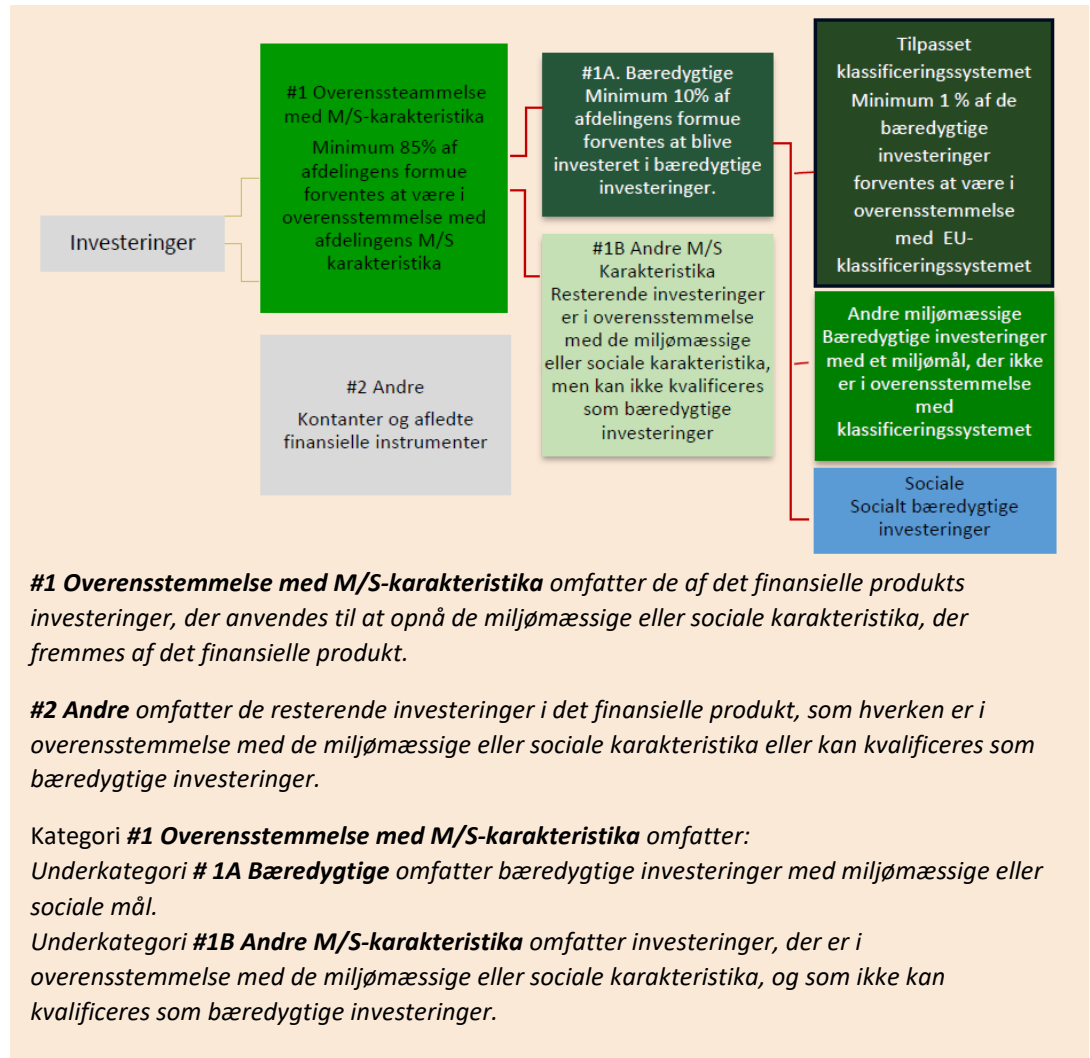 Investeringer
#1 Overenssteammelse
med M/S-karakteristika
Minimum 85% af
afdelingens formue
forventes at være i
overensstemmelse med
afdelingens M/S
karakteristika
#2 Andre
Kontanter og afledte
finansielle instrumenter
#1A. Bæredygtige
Minimum 10% af
afdelingens formue
forventes at blive
investeret i bæredygtige
investeringer.
#1B Andre M/S
Karakteristika
Resterende investeringer
er i overensstemmelse
med de miljømæssige
eller sociale karakteristika,
men kan ikke kvalificeres
som bæredygtige
investeringer
Tilpasset
klassificeringssystemet
Minimum 1 % af de
bæredygtige
investeringer
forventes at være i
overensstemmelse
med EU-
klassificeringssystemet
Andre miljømæssige
Bæredygtige investeringer
med et miljømål, der ikke
er i overensstemmelse
med
klassificeringssystemet
Sociale
Socialt bæredygtige
investeringer
#1 Overensstemmelse med M/S-karakteristika omfatter de af det finansielle produkts
investeringer, der anvendes til at opnå de miljømæssige eller sociale karakteristika, der
fremmes af det finansielle produkt.
#2 Andre omfatter de resterende investeringer i det finansielle produkt, som hverken er i
overensstemmelse med de miljømæssige eller sociale karakteristika eller kan kvalificeres som
bæredygtige investeringer.
Kategori #1 Overensstemmelse med M/S-karakteristika omfatter:
Underkategori # 1A Bæredygtige omfatter bæredygtige investeringer med miljømæssige eller
sociale mål.
Underkategori #1B Andre M/S-karakteristika omfatter investeringer, der er i
overensstemmelse med de miljømæssige eller sociale karakteristika, og som ikke kan
kvalificeres som bæredygtige investeringer.